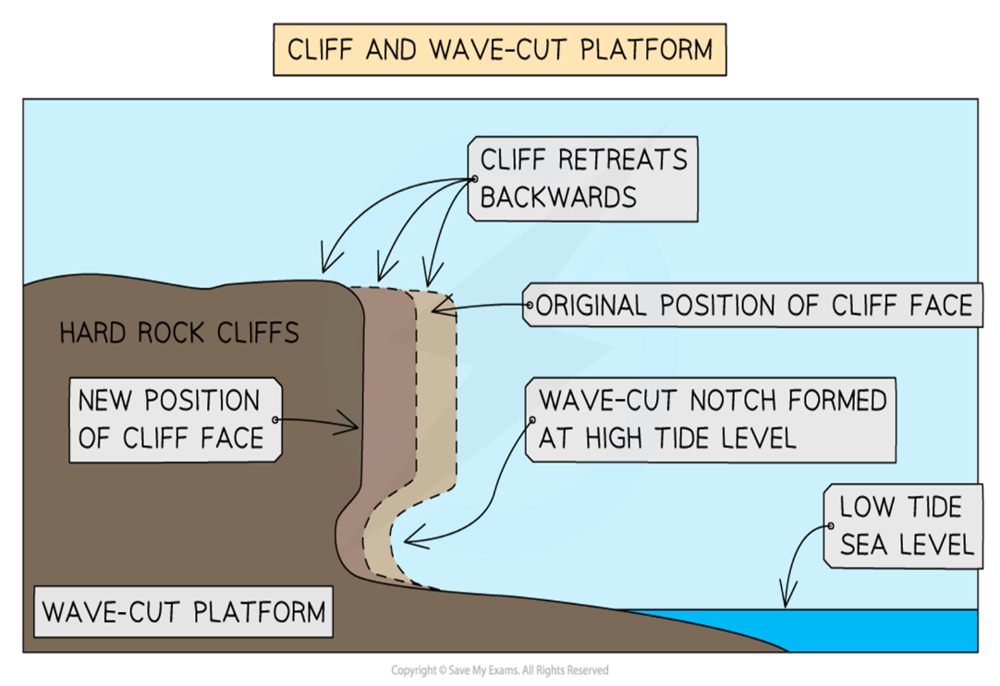 CLIFF AND WAVE-CUT PLATFORM
CLIFF RETREATS
BACKWARDS
ORIGINAL POSITION OF CLIFF FACE
HARD ROCK CLIFFS
NEW POSITION
OF CLIFF FACE
WAVE-CUT NOTCH FORMED
AT HIGH TIDE LEVEL
LOW TIDE
SEA LEVEL
WAVE-CUT PLATFORM
Copyright © Save My Exams. All Rights Reserved